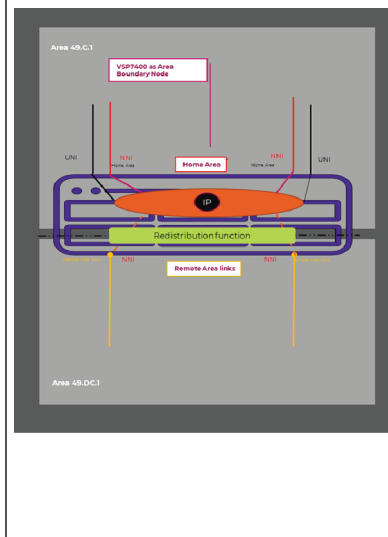 Area 49.C.1
VSP7400 as Area
Boundary Node
UNI
NNI
Home Area
Home Area
NNI
Home Area
UNI
IP
Redistribution function
NNI
Remote Area links
NNI
Area 49.DC.1